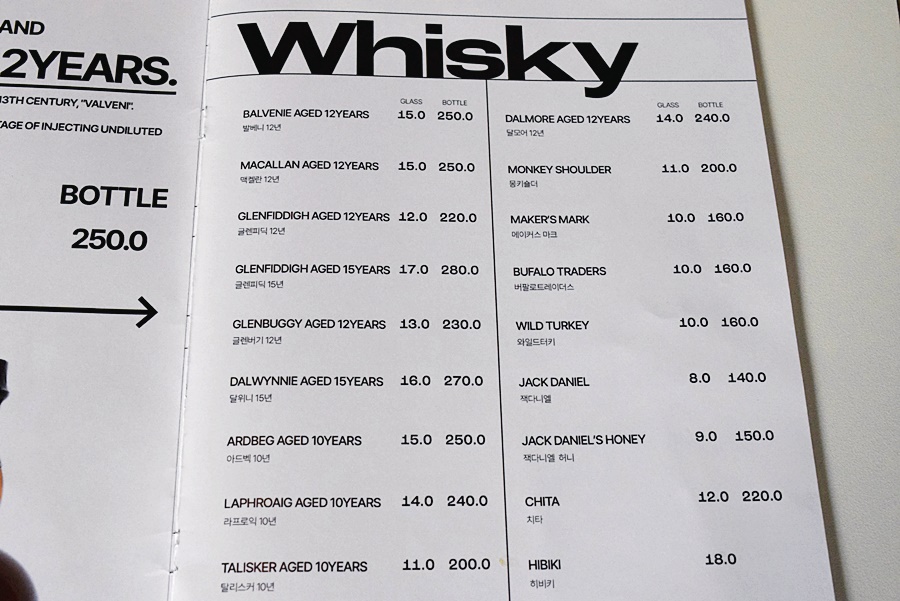 AND
2YEARS.
13TH CENTURY, "VALVENI".
TAGE OF INJECTING UNDILUTED
BOTTLE
250.0
Whisky
GLASS BOTTLE
BALVENIE AGED 12YEARS 15.0 250.0
발베니 12년
MACALLAN AGED 12YEARS 15.0 250.0
맥켈란 12년
GLENFIDDIGH AGED 12YEARS 12.0 220.0
글렌피딕 12년
GLENFIDDIGH AGED 15YEARS 17.0 280.0
글렌피딕 15년
GLENBUGGY AGED 12YEARS 13.0 230.0
글렌버기 12년
DALWYNNIE AGED 15YEARS 16.0 270.0
달위니 15년
ARDBEG AGED 10YEARS 15.0 250.0
아드벡 10년
LAPHROAIG AGED 10YEARS 14.0 240.0
라프로익 10년
TALISKER AGED 10YEARS 11.0 200.0
탈리스커 10년
GLASS BOTTLE
DALMORE AGED 12YEARS 14.0 240.0
달모어 12년
MONKEY SHOULDER 11.0 200.0
몽키숄더
MAKER'S MARK 10.0 160.0
메이커스 마크
BUFALO TRADERS 10.0 160.0
버팔로트레이더스
WILD TURKEY 10.0 160.0
와일드터키
JACK DANIEL 8.0 140.0
잭다니엘
JACK DANIEL'S HONEY 9.0 150.0
잭다니엘 허니
CHITA 12.0 220.0
치타
HIBIKI 18.0
히비키